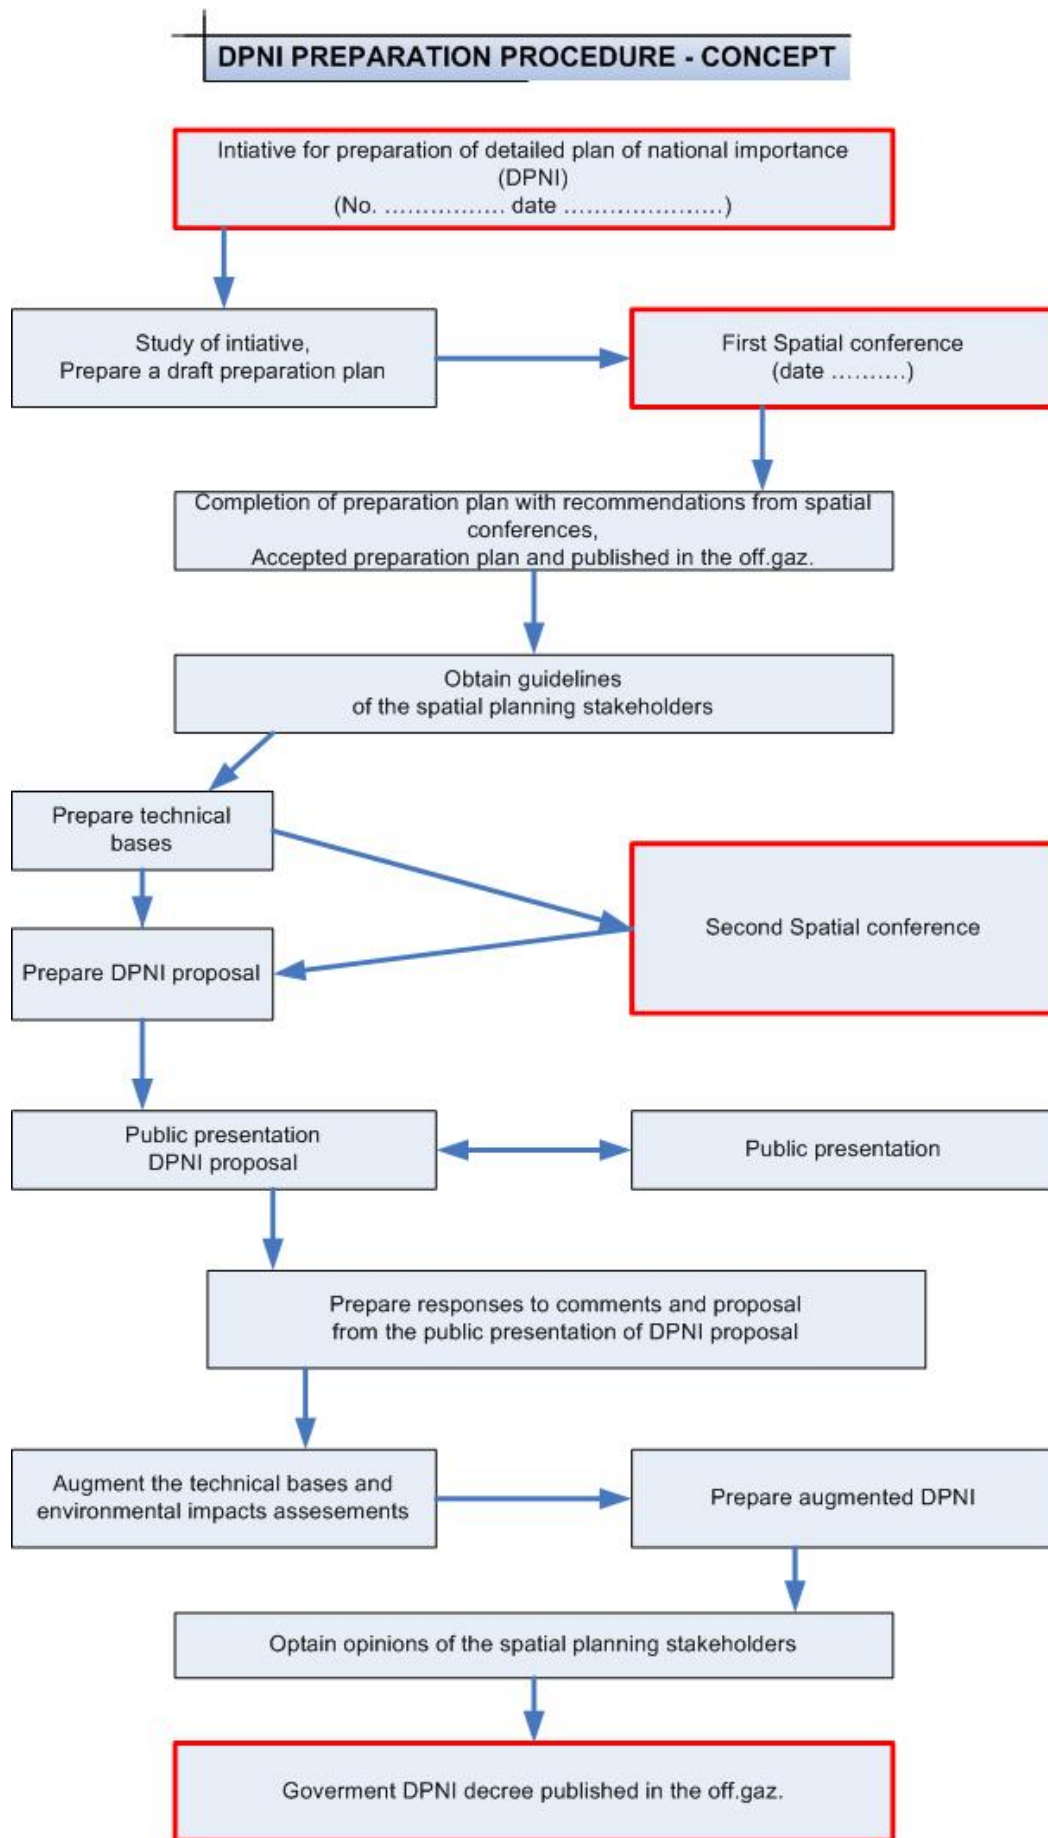 DPNI PREPARATION PROCEDURE - CONCEPT
Intiative for preparation of detailed plan of national importance
(DPNI)
(No. ................ date .....................)
Study of intiative,
Prepare a draft preparation plan
First Spatial conference
(date ..........)
Completion of preparation plan with recommendations from spatial
conferences,
Accepted preparation plan and published in the off.gaz.
Obtain guidelines
of the spatial planning stakeholders
Prepare technical
bases
Second Spatial conference
Prepare DPNI proposal
Public presentation
DPNI proposal
Public presentation
Prepare responses to comments and proposal
from the public presentation of DPNI proposal
Augment the technical bases and
environmental impacts assesements
Prepare augmented DPNI
Optain opinions of the spatial planning stakeholders
Goverment DPNI decree published in the off.gaz.